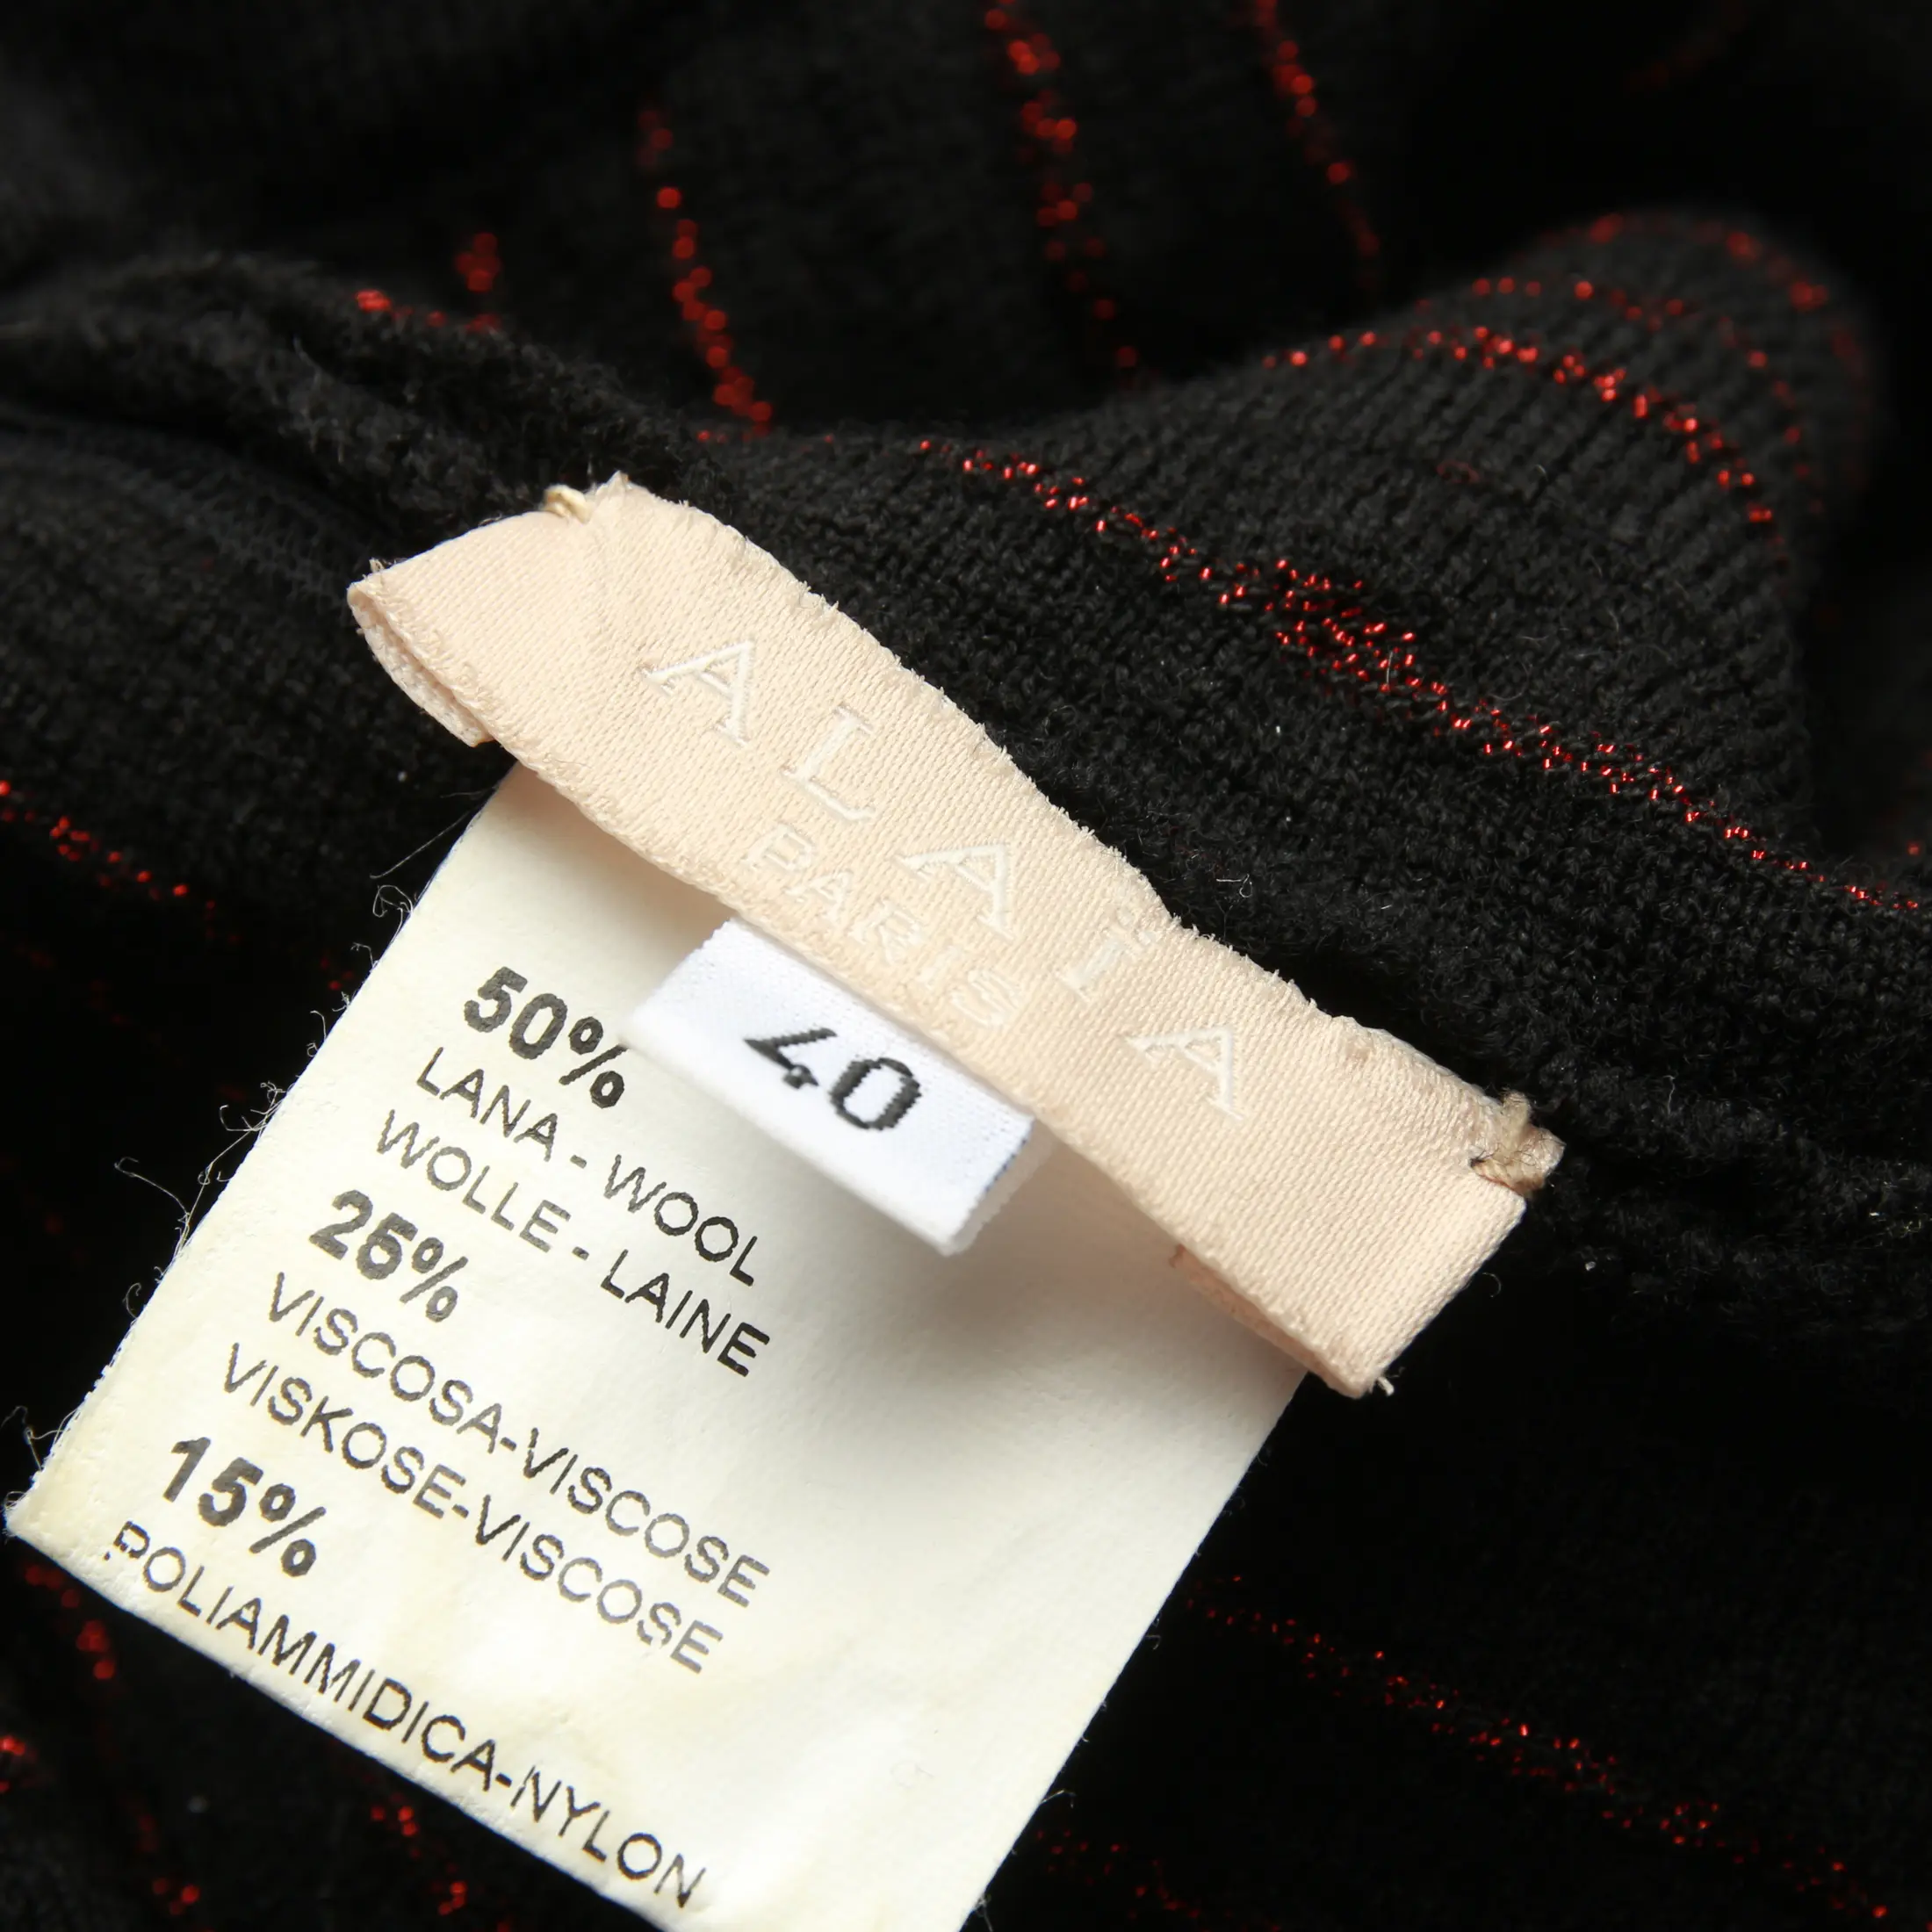 ALAÏA
PARIS
40
50%
LANA - WOOL
WOLLE - LAINE
25%
VISCOSA-VISCOSE
VISKOSE-VISCOSE
15%
POLIAMMIDICA-NYLON